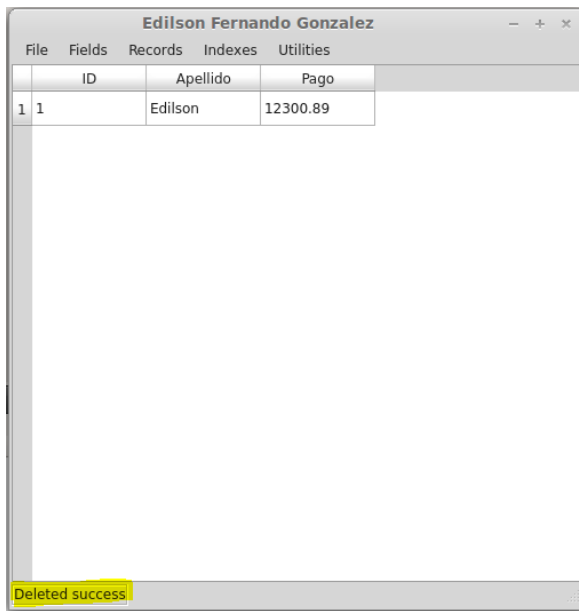 Edilson Fernando Gonzalez
File Fields Records Indexes Utilities
ID Apellido Pago
1 1 Edilson 12300.89
Deleted success